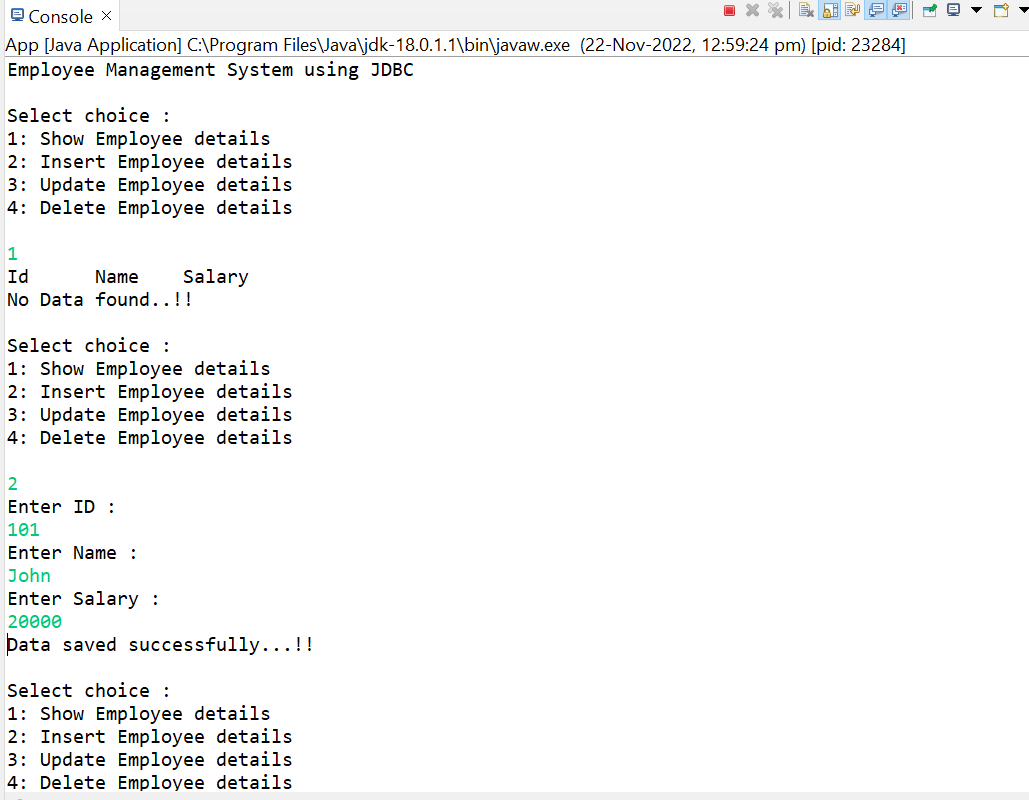 Console
App [Java Application] C:\Program Files\Java\jdk-18.0.1.1\bin\javaw.exe (22-Nov-2022, 12:59:24 pm) [pid: 23284]
Employee Management System using JDBC
Select choice :
1: Show Employee details
2: Insert Employee details
3: Update Employee details
4: Delete Employee details
1
Id Name Salary
No Data found..!!
Select choice :
1: Show Employee details
2: Insert Employee details
3: Update Employee details
4: Delete Employee details
2
Enter ID :
101
Enter Name :
John
Enter Salary :
20000
Data saved successfully...!!
Select choice :
1: Show Employee details
2: Insert Employee details
3: Update Employee details
4: Delete Employee details